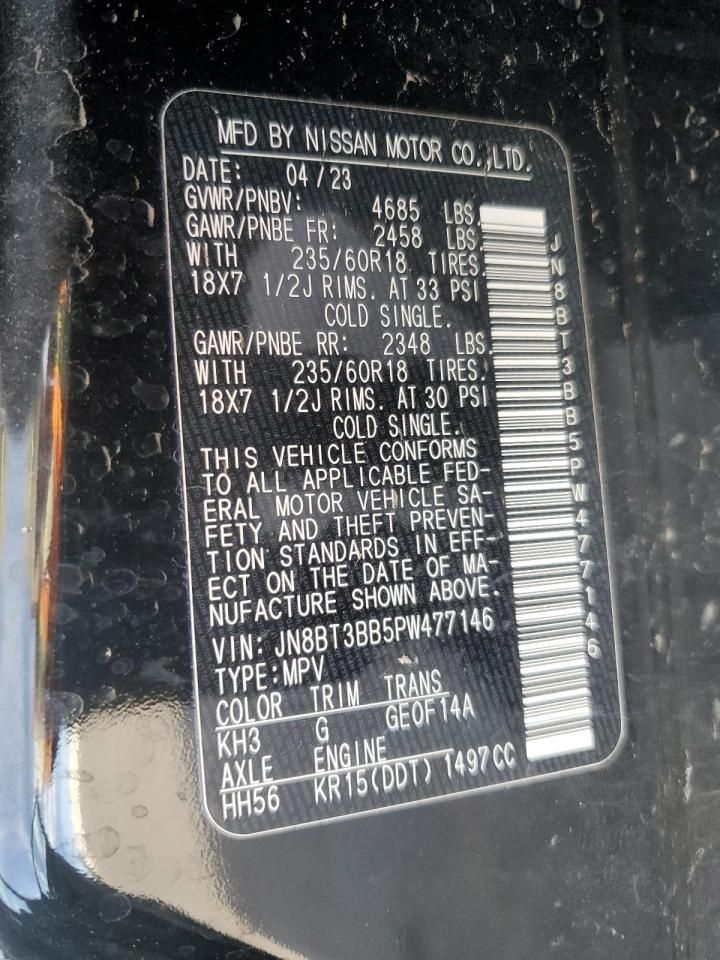 MFD BY NISSAN MOTOR CO.,LTD.
DATE: 04/23
GVWR/PNBV: 4685 LBS.
GAWR/PNBE FR: 2458 LBS.
WITH 235/60R18 TIRES.
18X7 1/2J RIMS. AT 33 PSI
COLD SINGLE.
GAWR/PNBE RR: 2348 LBS.
WITH 235/60R18 TIRES.
18X7 1/2J RIMS. AT 30 PSI
COLD SINGLE.
THIS VEHICLE CONFORMS
TO ALL APPLICABLE FED-
ERAL MOTOR VEHICLE SA-
FETY AND THEFT PREVEN-
TION STANDARDS IN EFF-
ECT ON THE DATE OF MA-
NUFACTURE SHOWN ABOVE.
VIN: JN8BT3BB5PW477146
TYPE:MPV
COLOR TRIM TRANS
KH3 G GE0F14A
AXLE ENGINE
HH56 KR15(DDT) 1497CC
JN8BT3BB5PW477146